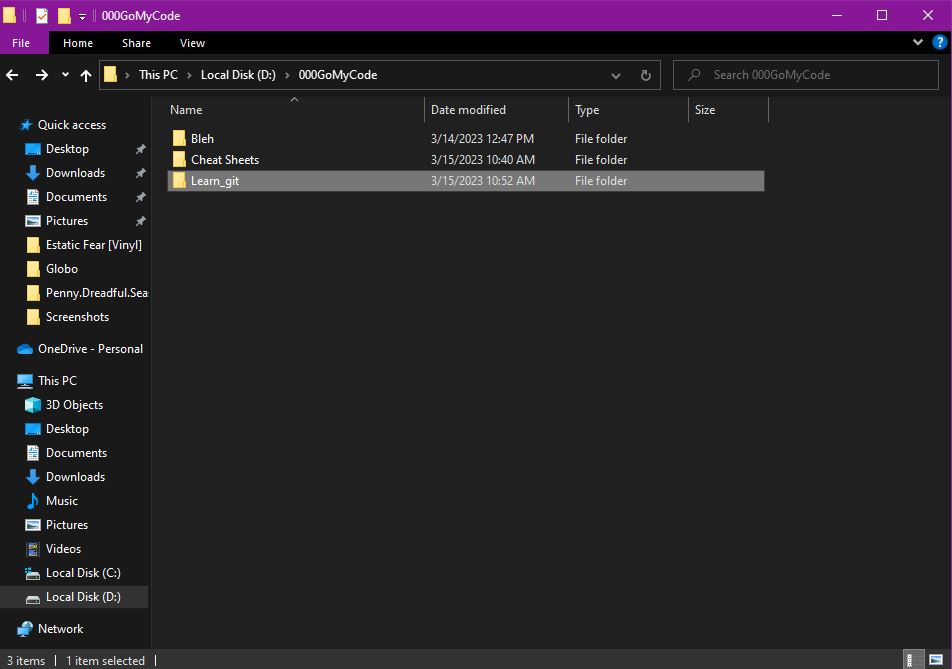 000GoMyCode
File Home Share View
This PC Local Disk (D:) 000GoMyCode Search 000GoMyCode
Quick access
Desktop
Downloads
Documents
Pictures
Estatic Fear [Vinyl]
Globo
Penny.Dreadful.Sea
Screenshots
OneDrive - Personal
This PC
3D Objects
Desktop
Documents
Downloads
Music
Pictures
Videos
Local Disk (C:)
Local Disk (D:)
Network
Name Date modified Type Size
Bleh 3/14/2023 12:47 PM File folder
Cheat Sheets 3/15/2023 10:40 AM File folder
Learn_git 3/15/2023 10:52 AM File folder
3 items 1 item selected